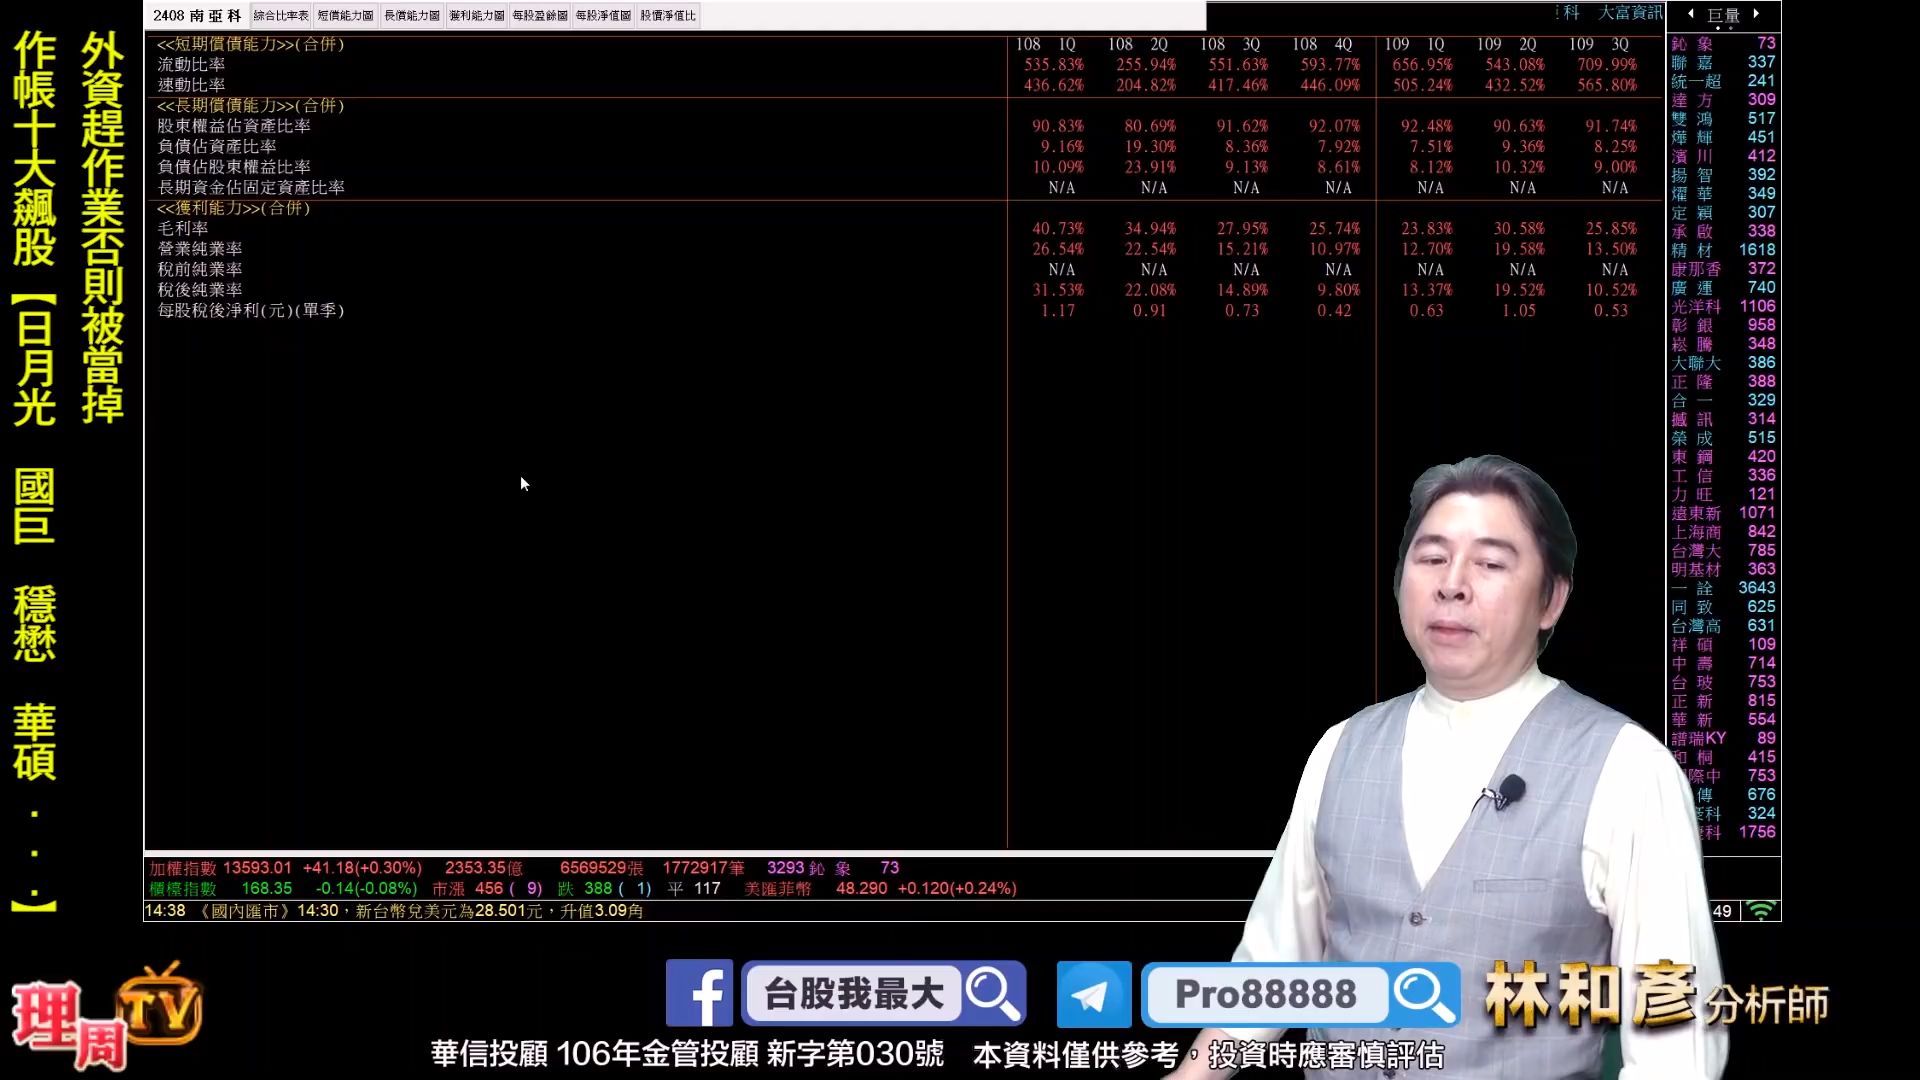 外資趕作業否則被當掉
作帳十大飆股【日月光 國巨 穩懋 華碩...】
2408 南亞科 綜合比率表 短償能力圖 長償能力圖 獲利能力圖 每股盈餘圖 每股淨值圖 股價淨值比
科 大富資訊
巨量
<<短期償債能力>>(合併) 108 1Q 108 2Q 108 3Q 108 4Q 109 1Q 109 2Q 109 3Q
流動比率 535.83% 255.94% 551.63% 593.77% 656.95% 543.08% 709.99%
速動比率 436.62% 204.82% 417.46% 446.09% 505.24% 432.52% 565.80%
<<長期償債能力>>(合併)
股東權益佔資產比率 90.83% 80.69% 91.62% 92.07% 92.48% 90.63% 91.74%
負債佔資產比率 9.16% 19.30% 8.36% 7.92% 7.51% 9.36% 8.25%
負債佔股東權益比率 10.09% 23.91% 9.13% 8.61% 8.12% 10.32% 9.00%
長期資金佔固定資產比率 N/A N/A N/A N/A N/A N/A N/A
<<獲利能力>>(合併)
毛利率 40.73% 34.94% 27.95% 25.74% 23.83% 30.58% 25.85%
營業純業率 26.54% 22.54% 15.21% 10.97% 12.70% 19.58% 13.50%
稅前純業率 N/A N/A N/A N/A N/A N/A N/A
稅後純業率 31.53% 22.08% 14.89% 9.80% 13.37% 19.52% 10.52%
每股稅後淨利(元)(單季) 1.17 0.91 0.73 0.42 0.63 1.05 0.53
鈊象 73
聯嘉 337
統一超 241
達方 309
雙鴻 517
燁輝 451
濱川 412
揚智 392
燿華 349
定穎 307
承啟 338
精材 1618
康那香 372
廣運 740
光洋科 1106
彰銀 958
崧騰 348
大聯大 386
正隆 388
合一 329
撼訊 314
榮成 515
東鋼 420
工信 336
力旺 121
遠東新 1071
上海商 842
台灣大 785
明基材 363
一詮 3643
同致 625
台灣高 631
祥碩 109
中壽 714
台玻 753
正新 815
華新 554
譜瑞KY 89
和桐 415
際中 753
傳 676
科 324
科 1756
加權指數 13593.01 +41.18(+0.30%) 2353.35億 6569529張 1772917筆 3293 鈊象 73
櫃檯指數 168.35 -0.14(-0.08%) 市漲 456 ( 9) 跌 388 ( 1) 平 117 美匯菲幣 48.290 +0.120(+0.24%)
14:38 《國內匯市》14:30，新台幣兌美元為28.501元，升值3.09角
49
理周TV
台股我最大
Pro88888
林和彥分析師
華信投顧 106年金管投顧 新字第030號 本資料僅供參考，投資時應審慎評估